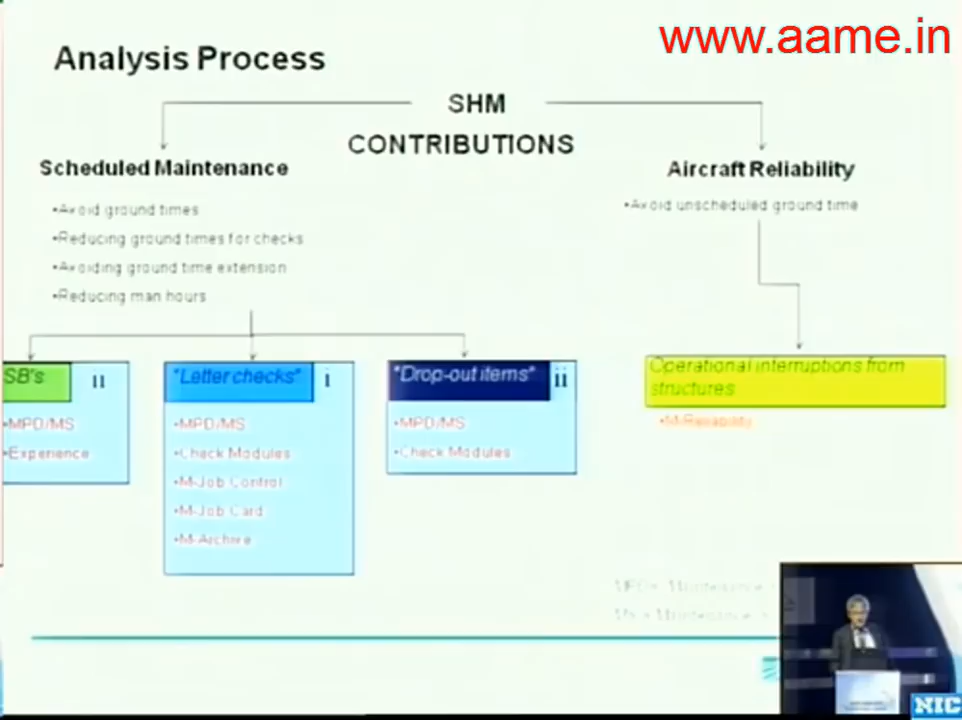 www.aame.in
Analysis Process
SHM
CONTRIBUTIONS
Scheduled Maintenance
•Avoid ground times
•Reducing ground times for checks
•Avoiding ground time extension
•Reducing man hours
Aircraft Reliability
•Avoid unscheduled ground time
SB's
ii
•MPD/MS
•Experience
"Letter checks"
i
•MPD/MS
•Check Modules
•M-Job Control
•M-Job Card
•M-Archive
"Drop-out items"
ii
•MPD/MS
•Check Modules
Operational interruptions from
structures
•M-Reliability
NIC